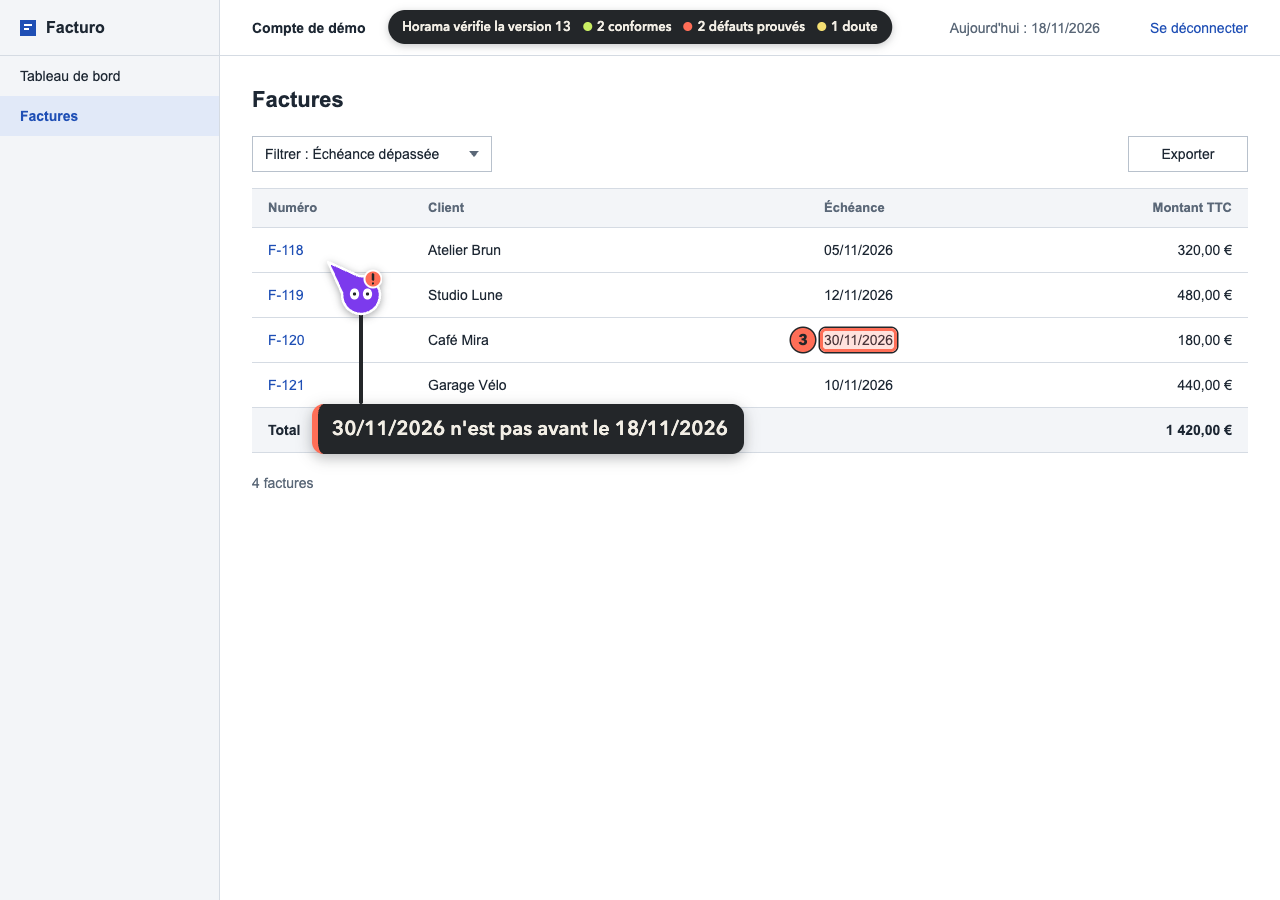 Facturo
Compte de démo
Horama vérifie la version 13 2 conformes 2 défauts prouvés 1 doute
Aujourd'hui : 18/11/2026
Se déconnecter
Tableau de bord
Factures
Factures
Filtrer : Échéance dépassée
Exporter
Numéro Client Échéance Montant TTC
F-118 Atelier Brun 05/11/2026 320,00 €
!
F-119 Studio Lune 12/11/2026 480,00 €
F-120 Café Mira 3 30/11/2026 180,00 €
F-121 Garage Vélo 10/11/2026 440,00 €
Total 1 420,00 €
30/11/2026 n'est pas avant le 18/11/2026
4 factures